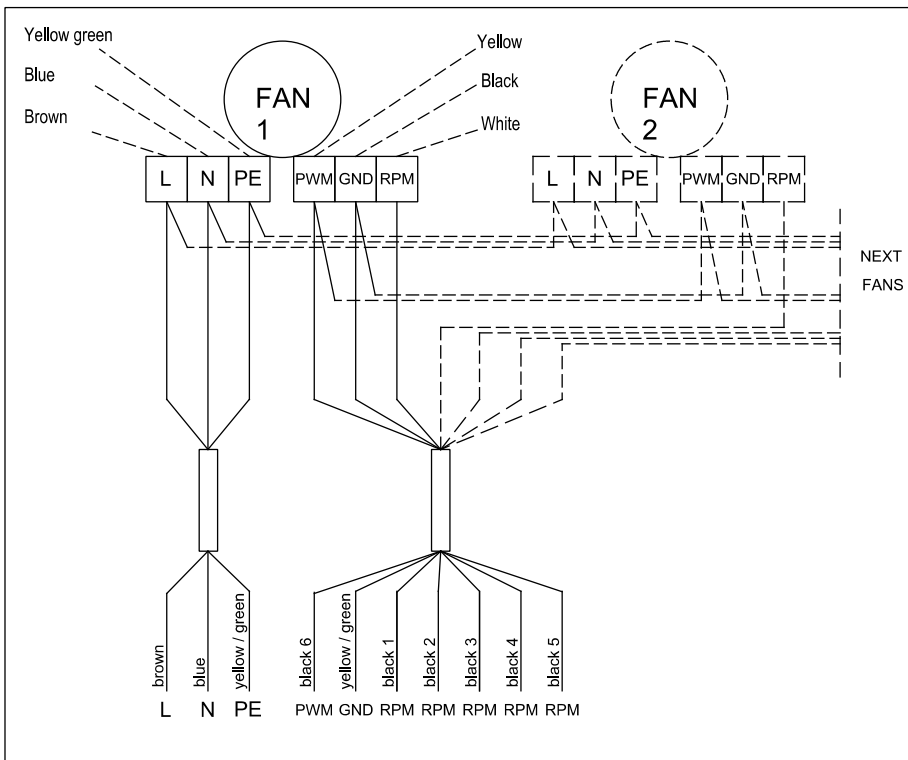 Yellow green
Blue
Brown
FAN
1
Yellow
Black
White
FAN
2
L N PE
PWM GND RPM
L N PE
PWM GND RPM
NEXT
FANS
brown
blue
yellow / green
black 6
yellow / green
black 1
black 2
black 3
black 4
black 5
L N PE
PWM GND RPM RPM RPM RPM RPM